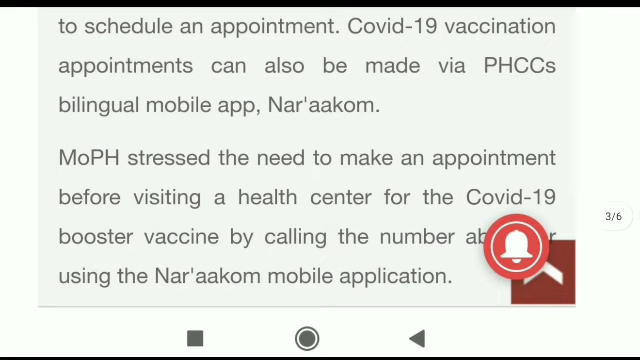 to schedule an appointment. Covid-19 vaccination
appointments can also be made via PHCCs
bilingual mobile app, Nar'aakom.
MoPH stressed the need to make an appointment
before visiting a health center for the Covid-19
booster vaccine by calling the number
using the Nar'aakom mobile application.
3/6